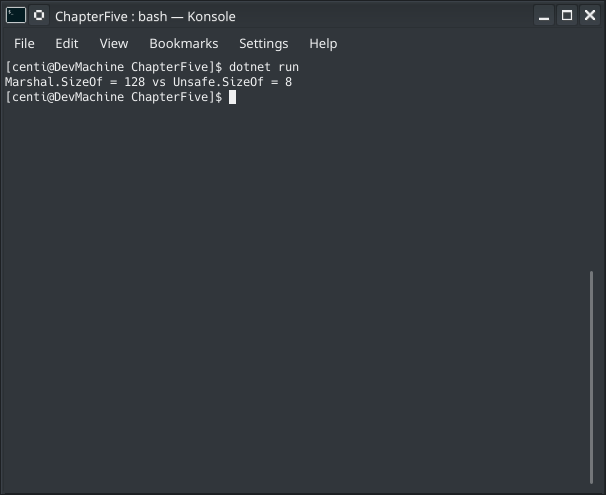 ChapterFive : bash — Konsole
File Edit View Bookmarks Settings Help
[centi@DevMachine ChapterFive]$ dotnet run
Marshal.SizeOf = 128 vs Unsafe.SizeOf = 8
[centi@DevMachine ChapterFive]$